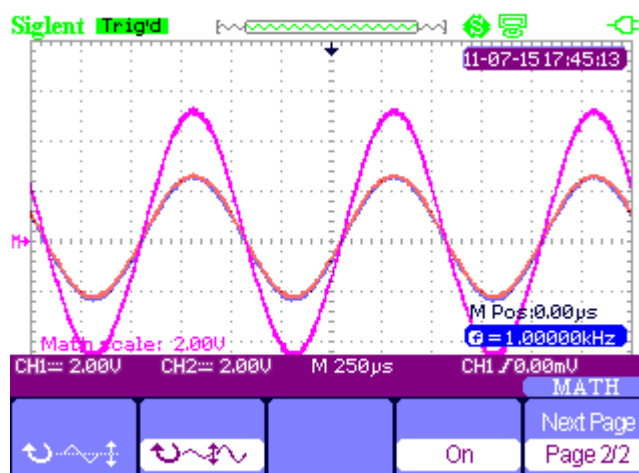 Siglent Trig'd
11-07-15 17:45:13
M
M Pos:0.00µs
Math scale: 2.00V
f = 1.00000kHz
CH1 2.00V CH2 2.00V M 250µs CH1 /0.00mV
MATH
Next Page
On Page 2/2